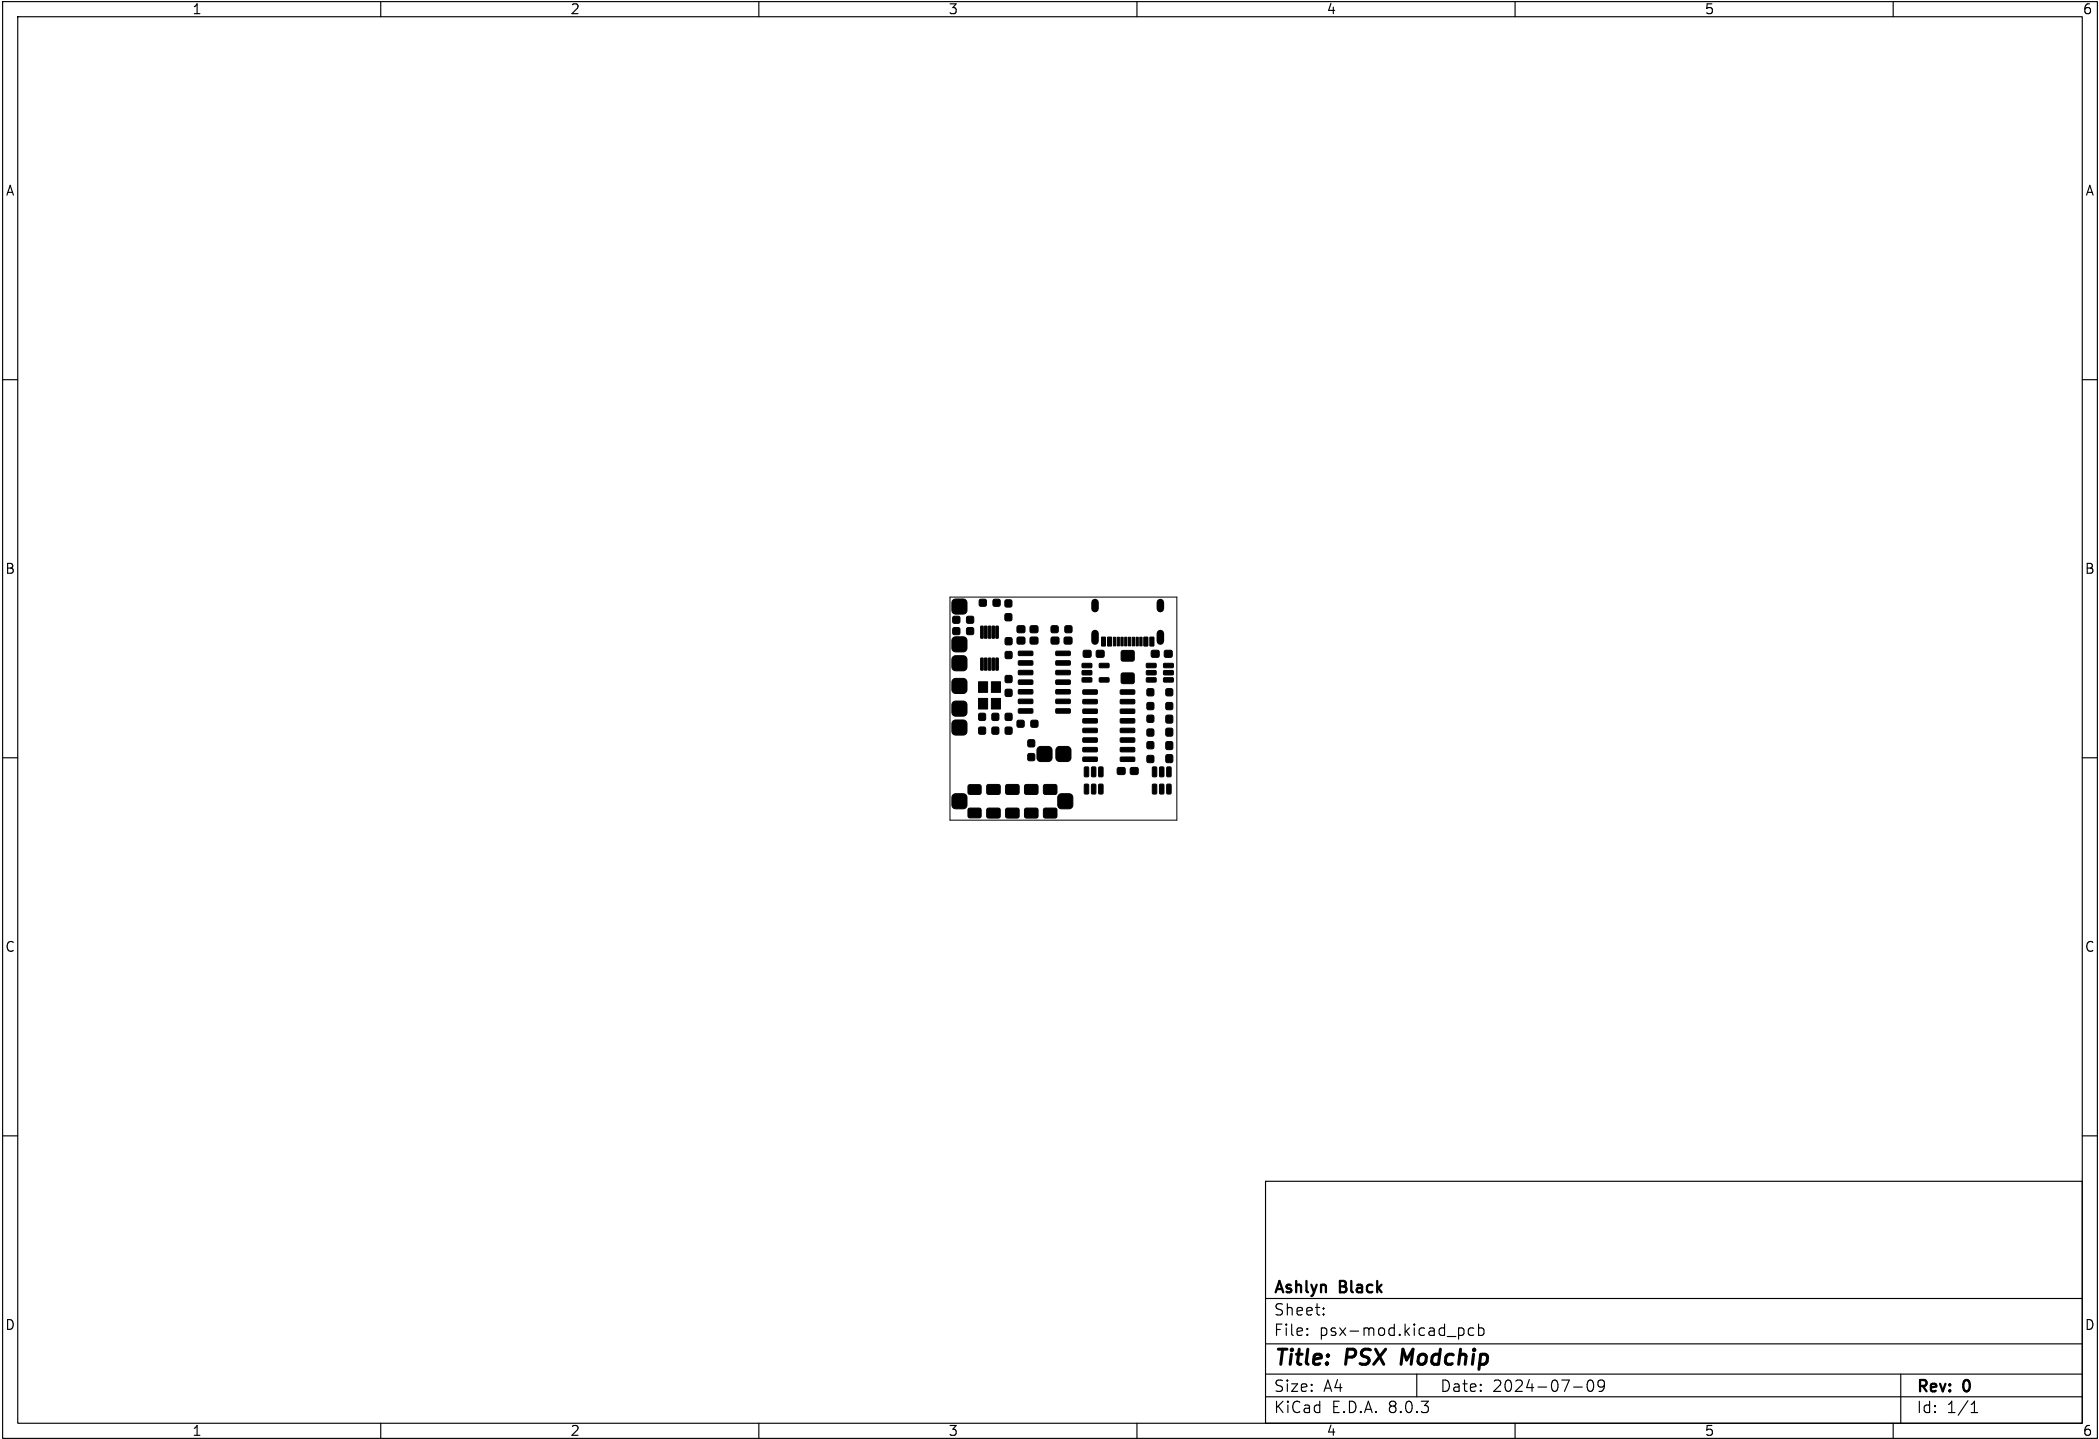 1 2 3 4 5 6
A A
B B
C C
D D
Ashlyn Black
Sheet:
File: psx-mod.kicad_pcb
Title: PSX Modchip
Size: A4 Date: 2024-07-09 Rev: 0
KiCad E.D.A. 8.0.3 Id: 1/1
1 2 3 4 5 6